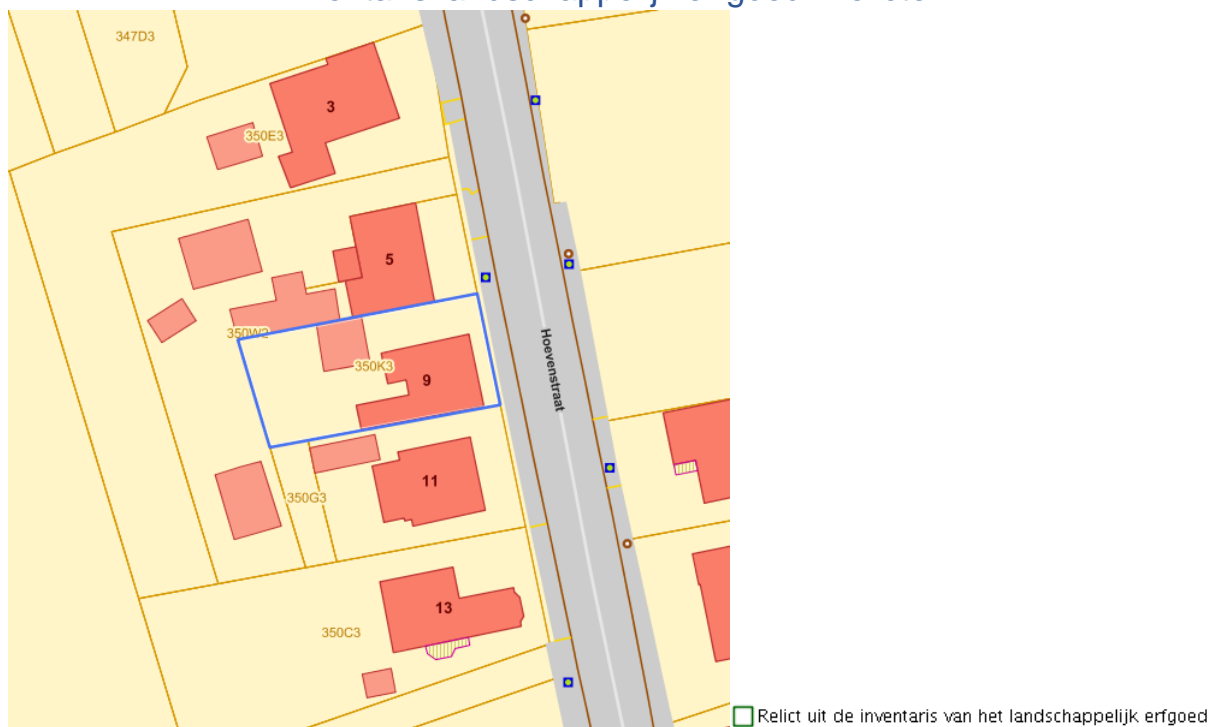 347D3
3
350E3
5
350W2
350K3
9
Hoevenstraat
11
350G3
13
350C3
Relict uit de inventaris van het landschappelijk erfgoed